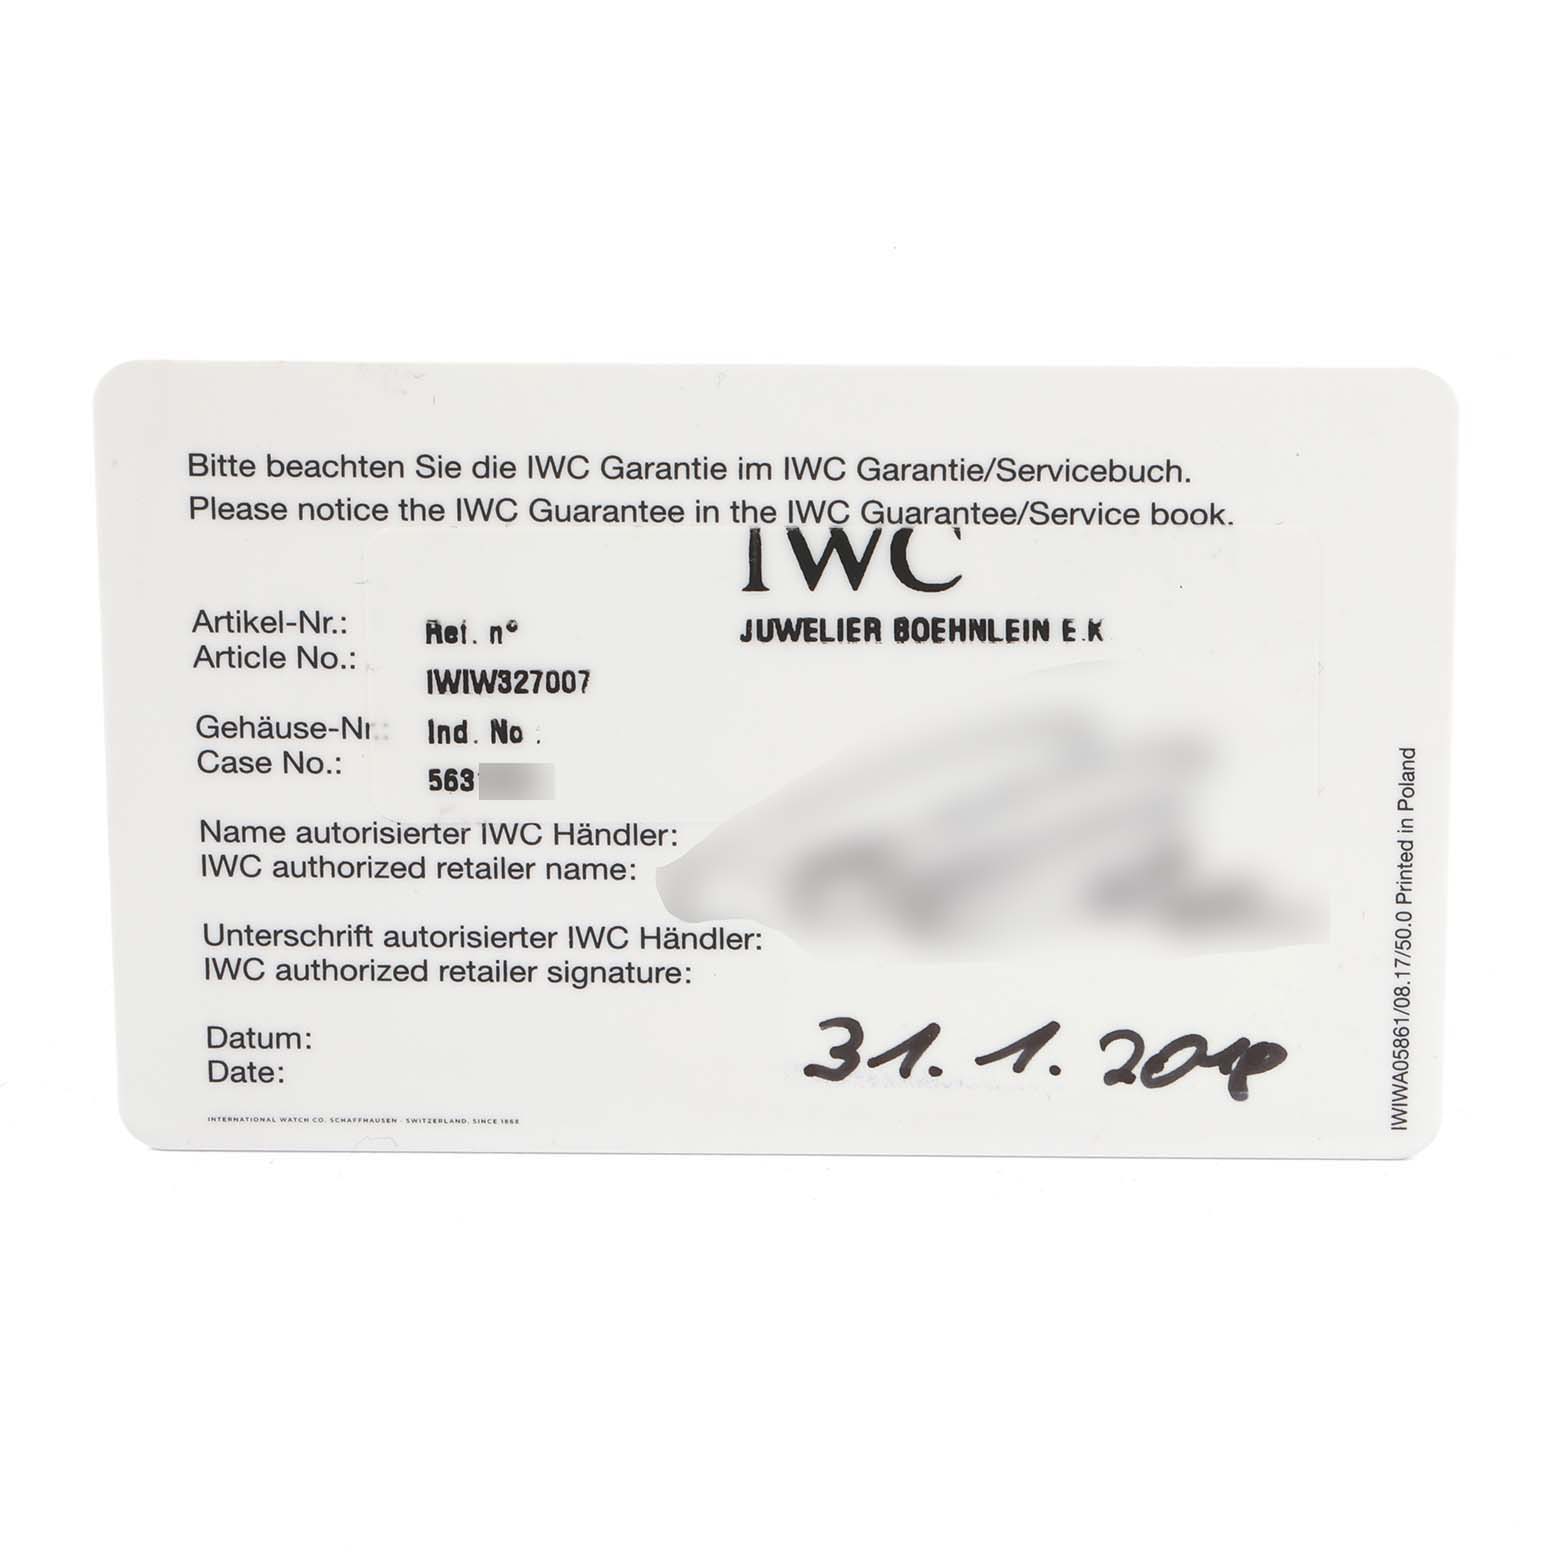 Bitte beachten Sie die IWC Garantie im IWC Garantie/Servicebuch.
Please notice the IWC Guarantee in the IWC Guarantee/Service book.
IWC
Artikel-Nr.:
Article No.:
Ref. n°
IWIW327007
JUWELIER BOEHNLEIN E.K
Gehäuse-Nr.:
Case No.:
Ind. No.
563
Name autorisierter IWC Händler:
IWC authorized retailer name:
Unterschrift autorisierter IWC Händler:
IWC authorized retailer signature:
Datum:
Date:
31. 1.
INTERNATIONAL WATCH CO. SCHAFFHAUSEN · SWITZERLAND, SINCE 1868
IWIWA05861/08.17/50.0 Printed in Poland